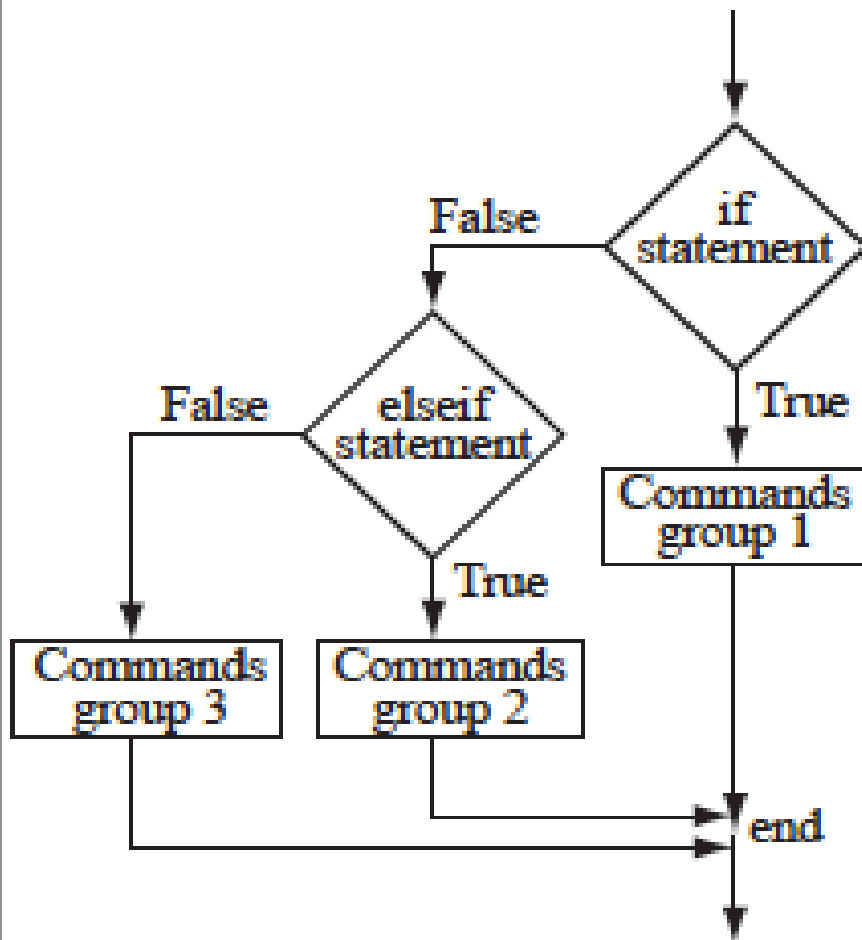 if
statement
False
True
elseif
statement
False
True
Commands
group 1
Commands
group 3
Commands
group 2
end